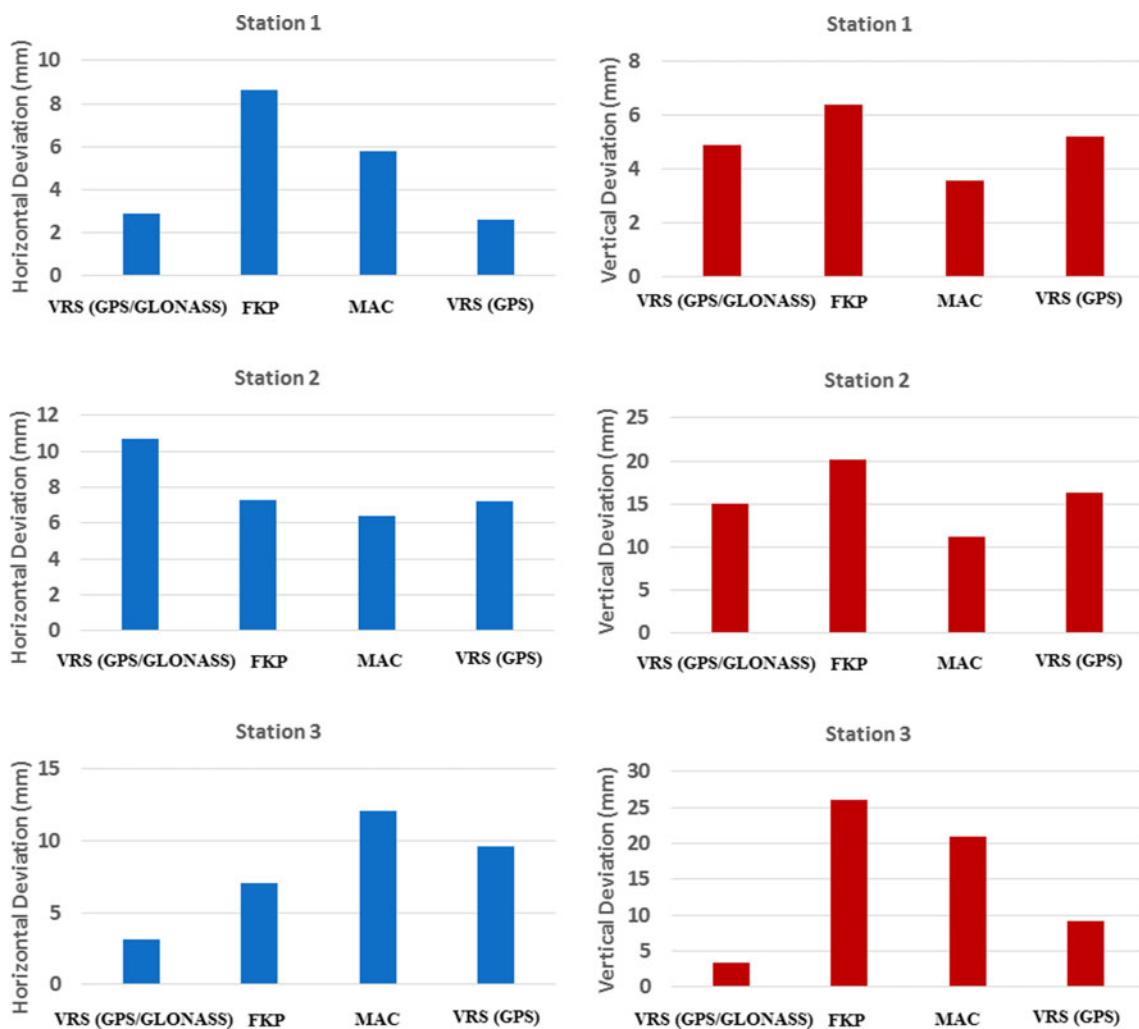 Station 1
Horizontal Deviation (mm)
10
8
6
4
2
0
VRS (GPS/GLONASS) FKP MAC VRS (GPS)
Station 1
Vertical Deviation (mm)
8
6
4
2
0
VRS (GPS/GLONASS) FKP MAC VRS (GPS)
Station 2
Horizontal Deviation (mm)
12
10
8
6
4
2
0
VRS (GPS/GLONASS) FKP MAC VRS (GPS)
Station 2
Vertical Deviation (mm)
25
20
15
10
5
0
VRS (GPS/GLONASS) FKP MAC VRS (GPS)
Station 3
Horizontal Deviation (mm)
15
10
5
0
VRS (GPS/GLONASS) FKP MAC VRS (GPS)
Station 3
Vertical Deviation (mm)
30
25
20
15
10
5
0
VRS (GPS/GLONASS) FKP MAC VRS (GPS)